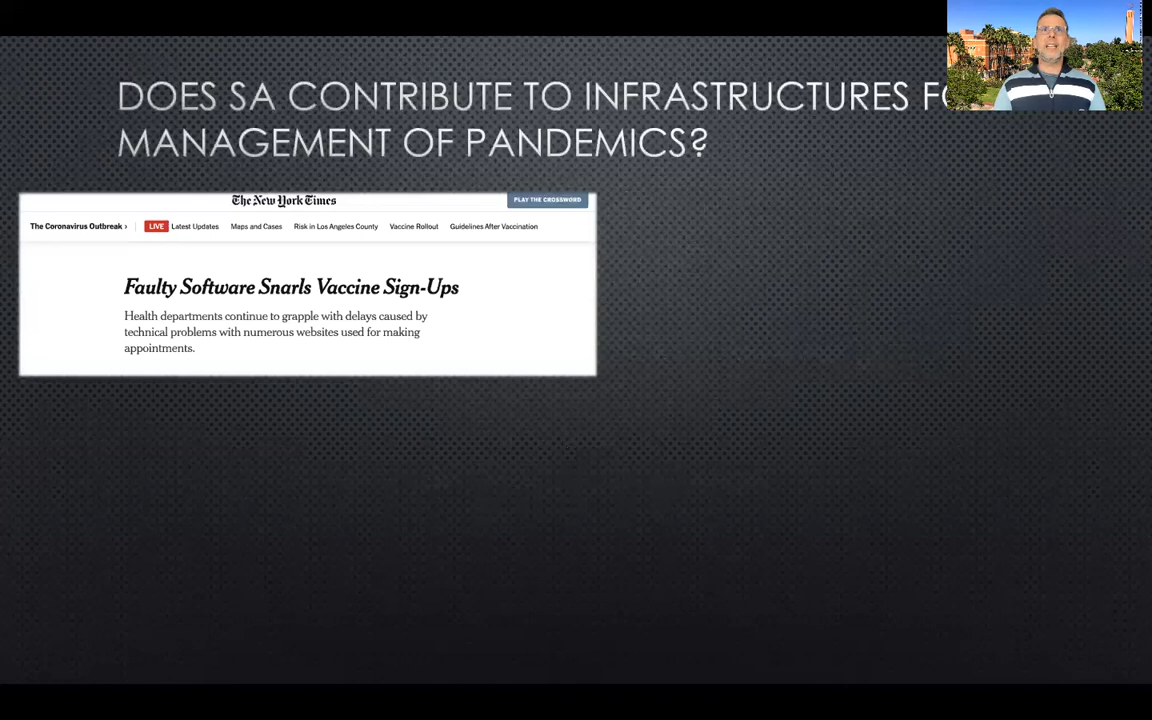 DOES SA CONTRIBUTE TO INFRASTRUCTURES
MANAGEMENT OF PANDEMICS?
The New York Times
PLAY THE CROSSWORD
The Coronavirus Outbreak › LIVE Latest Updates Maps and Cases Risk in Los Angeles County Vaccine Rollout Guidelines After Vaccination
Faulty Software Snarls Vaccine Sign-Ups
Health departments continue to grapple with delays caused by
technical problems with numerous websites used for making
appointments.